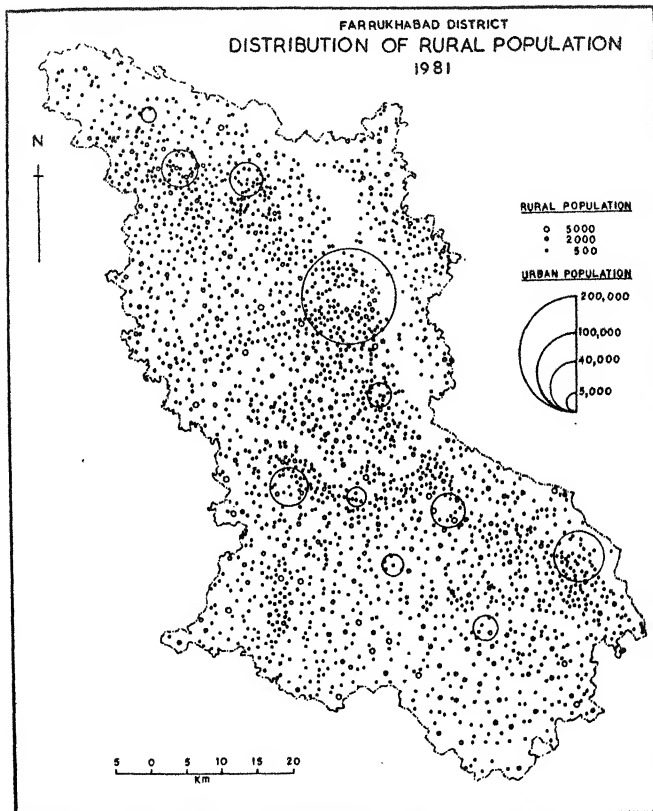 FARRUKHABAD DISTRICT
DISTRIBUTION OF RURAL POPULATION
1981
N
RURAL POPULATION
5000
2000
500
URBAN POPULATION
200,000
100,000
40,000
5,000
5 0 5 10 15 20
Km